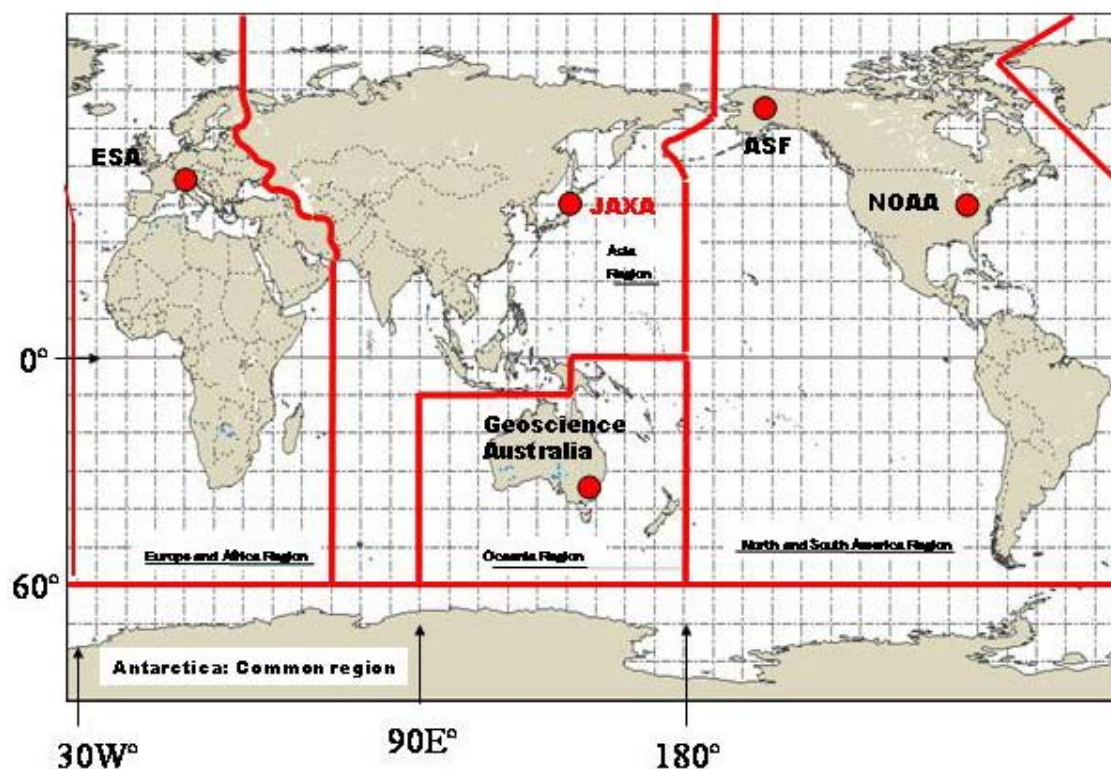 ESA
ASF
JAXA
NOAA
Asia
Region
0°
Geoscience
Australia
Europe and Africa Region
Oceania Region
North and South America Region
60°
Antarctica: Common region
30W°
90E°
180°